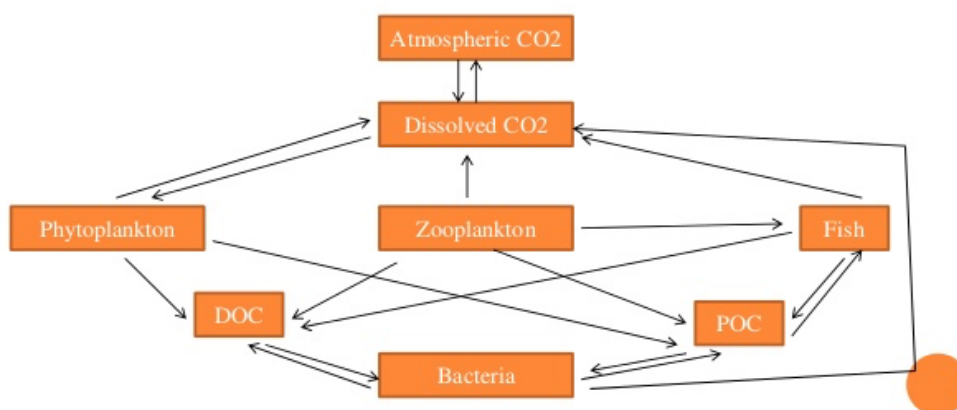 Atmospheric CO2
Dissolved CO2
Phytoplankton
Zooplankton
Fish
DOC
POC
Bacteria